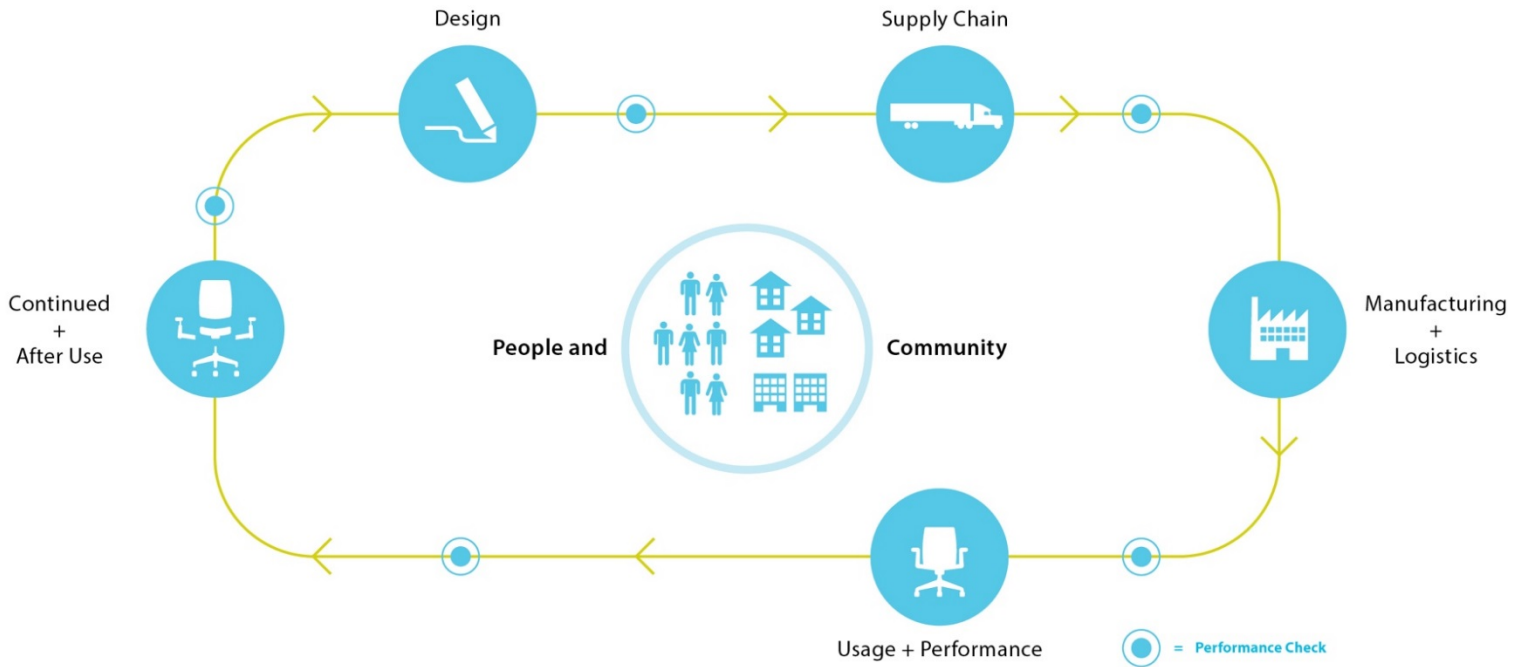 Design
Supply Chain
Continued
+
After Use
People and
Community
Manufacturing
+
Logistics
Usage + Performance
= Performance Check